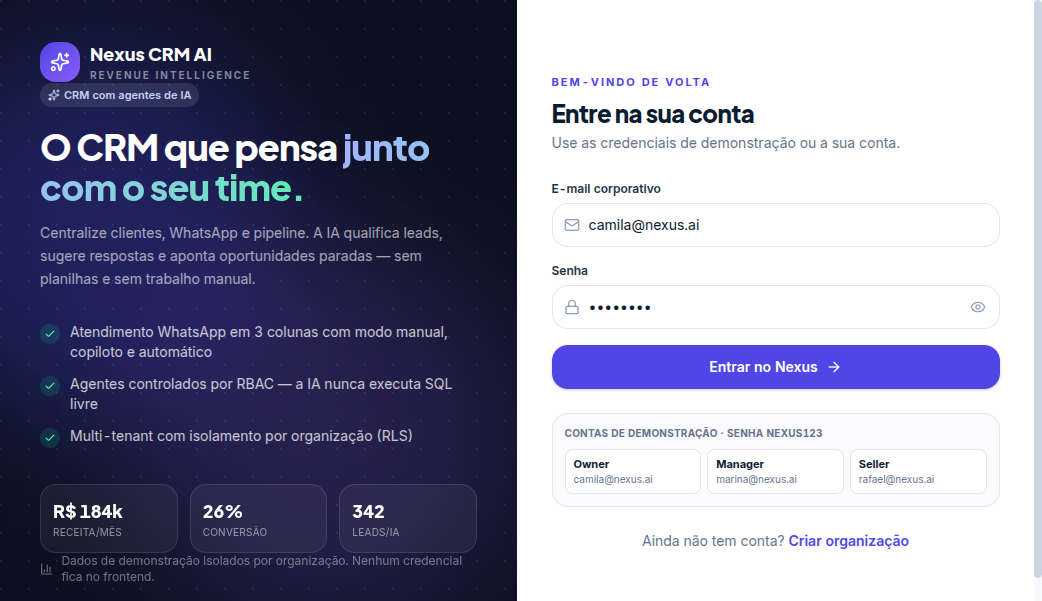 Nexus CRM AI
REVENUE INTELLIGENCE
CRM com agentes de IA
O CRM que pensa junto
com o seu time.
Centralize clientes, WhatsApp e pipeline. A IA qualifica leads,
sugere respostas e aponta oportunidades paradas — sem
planilhas e sem trabalho manual.
Atendimento WhatsApp em 3 colunas com modo manual,
copiloto e automático
Agentes controlados por RBAC — a IA nunca executa SQL
livre
Multi-tenant com isolamento por organização (RLS)
R$ 184k
RECEITA/MÊS
26%
CONVERSÃO
342
LEADS/IA
Dados de demonstração isolados por organização. Nenhum credencial
fica no frontend.
BEM-VINDO DE VOLTA
Entre na sua conta
Use as credenciais de demonstração ou a sua conta.
E-mail corporativo
camila@nexus.ai
Senha
••••••••
Entrar no Nexus →
CONTAS DE DEMONSTRAÇÃO · SENHA NEXUS123
Owner
camila@nexus.ai
Manager
marina@nexus.ai
Seller
rafael@nexus.ai
Ainda não tem conta? Criar organização